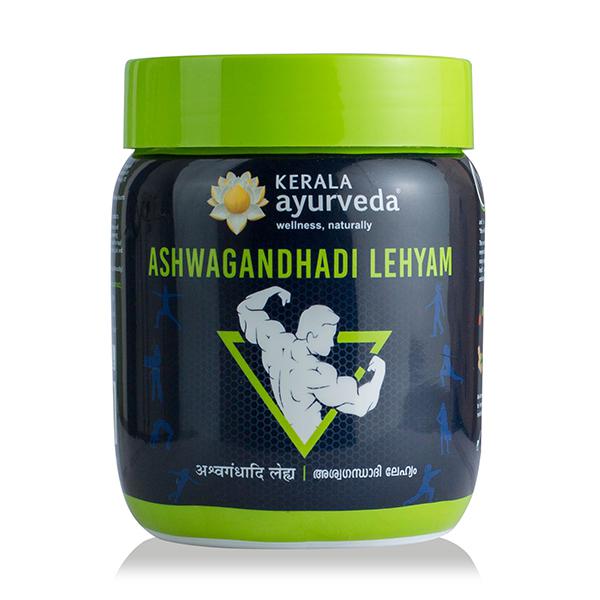 KERALA
ayurveda®
wellness, naturally
ASHWAGANDHADI LEHYAM
अश्वगंधादि लेह्य | അശ്വഗന്ധാദി ലേഹ്യം